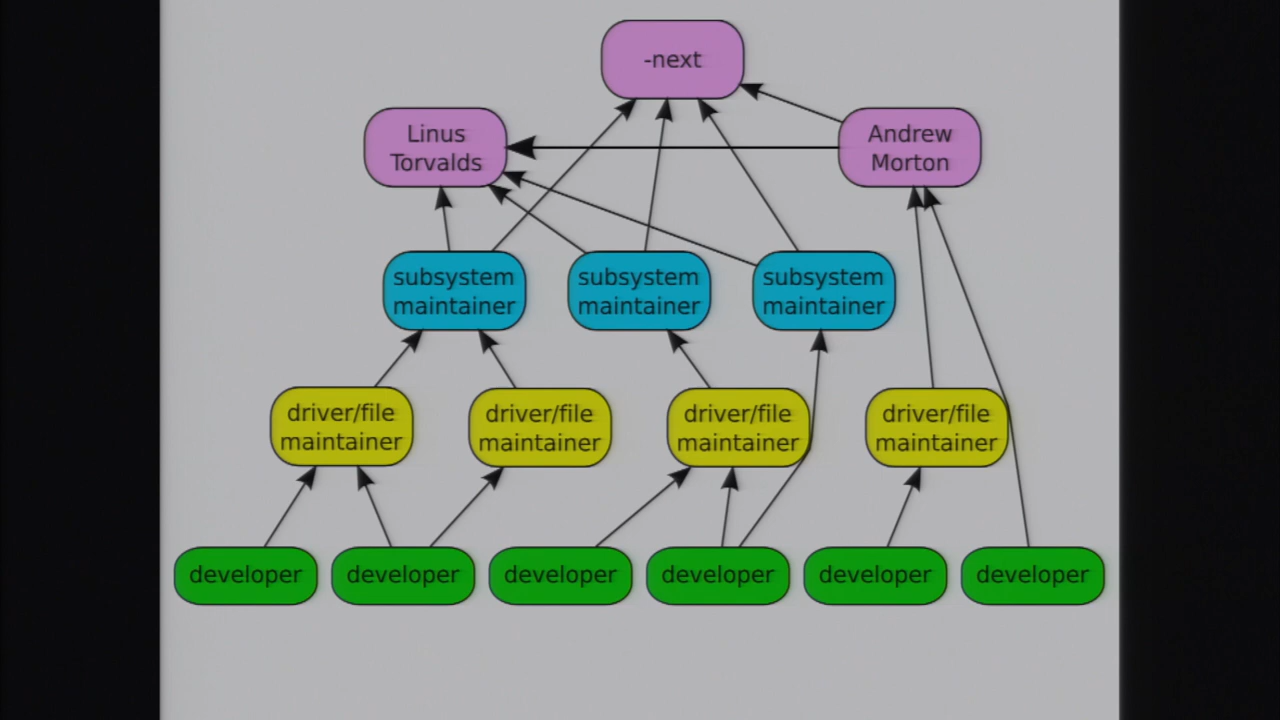 -next
Linus
Torvalds
Andrew
Morton
subsystem
maintainer
subsystem
maintainer
subsystem
maintainer
driver/file
maintainer
driver/file
maintainer
driver/file
maintainer
driver/file
maintainer
developer
developer
developer
developer
developer
developer